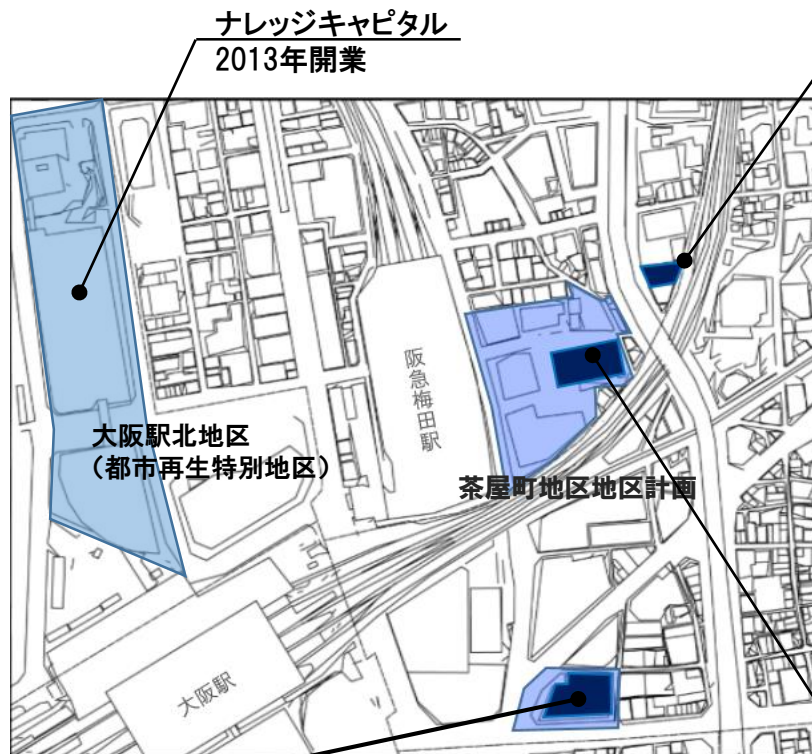 ナレッジキャピタル
2013年開業
阪急梅田駅
大阪駅北地区
（都市再生特別地区）
茶屋町地区地区計画
大阪駅